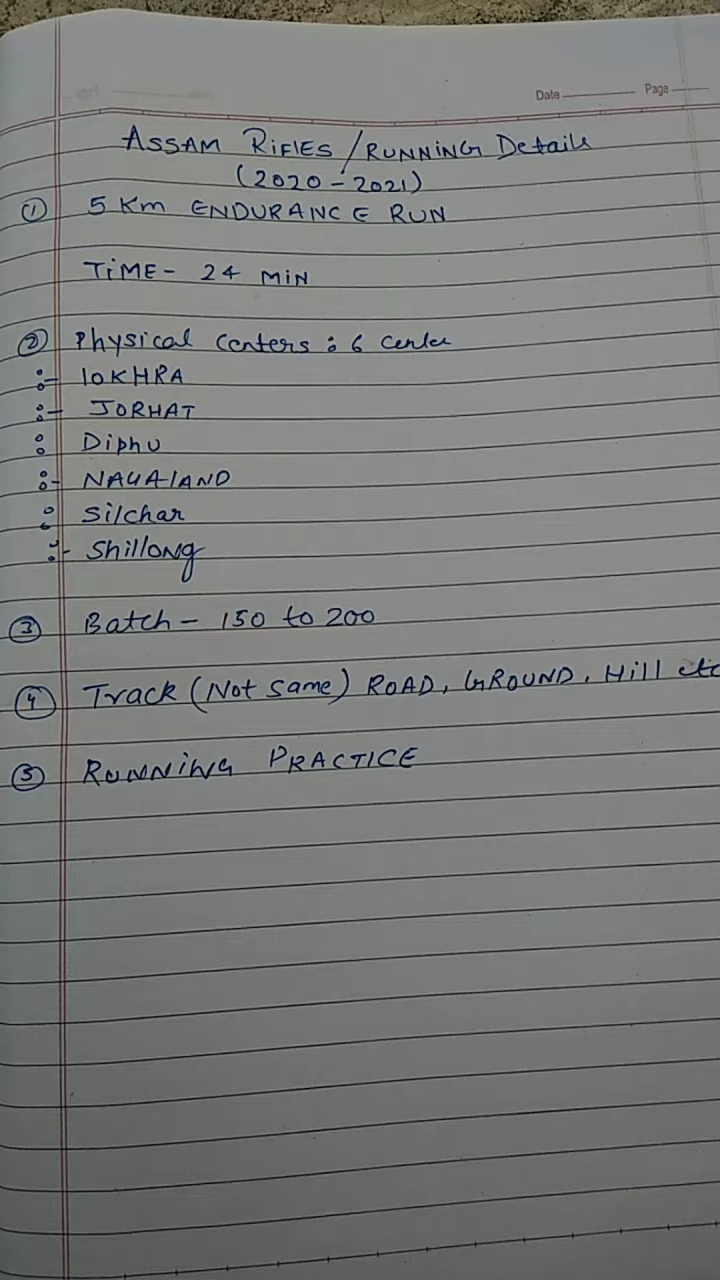 Date Page
ASSAM RIFIES / RUNNING Details
(2020-2021)
① 5 Km ENDURANCE RUN
TiME - 24 MiN
② Physical Centers : 6 Center
:- lOKHRA
:- JORHAT
: Diphu
:- NAGAlAND
: Silchar
:- Shillong
③ Batch - 150 to 200
④ Track (Not same) ROAD, GROUND, Hill etc
⑤ RUNNiNG PRACTICE